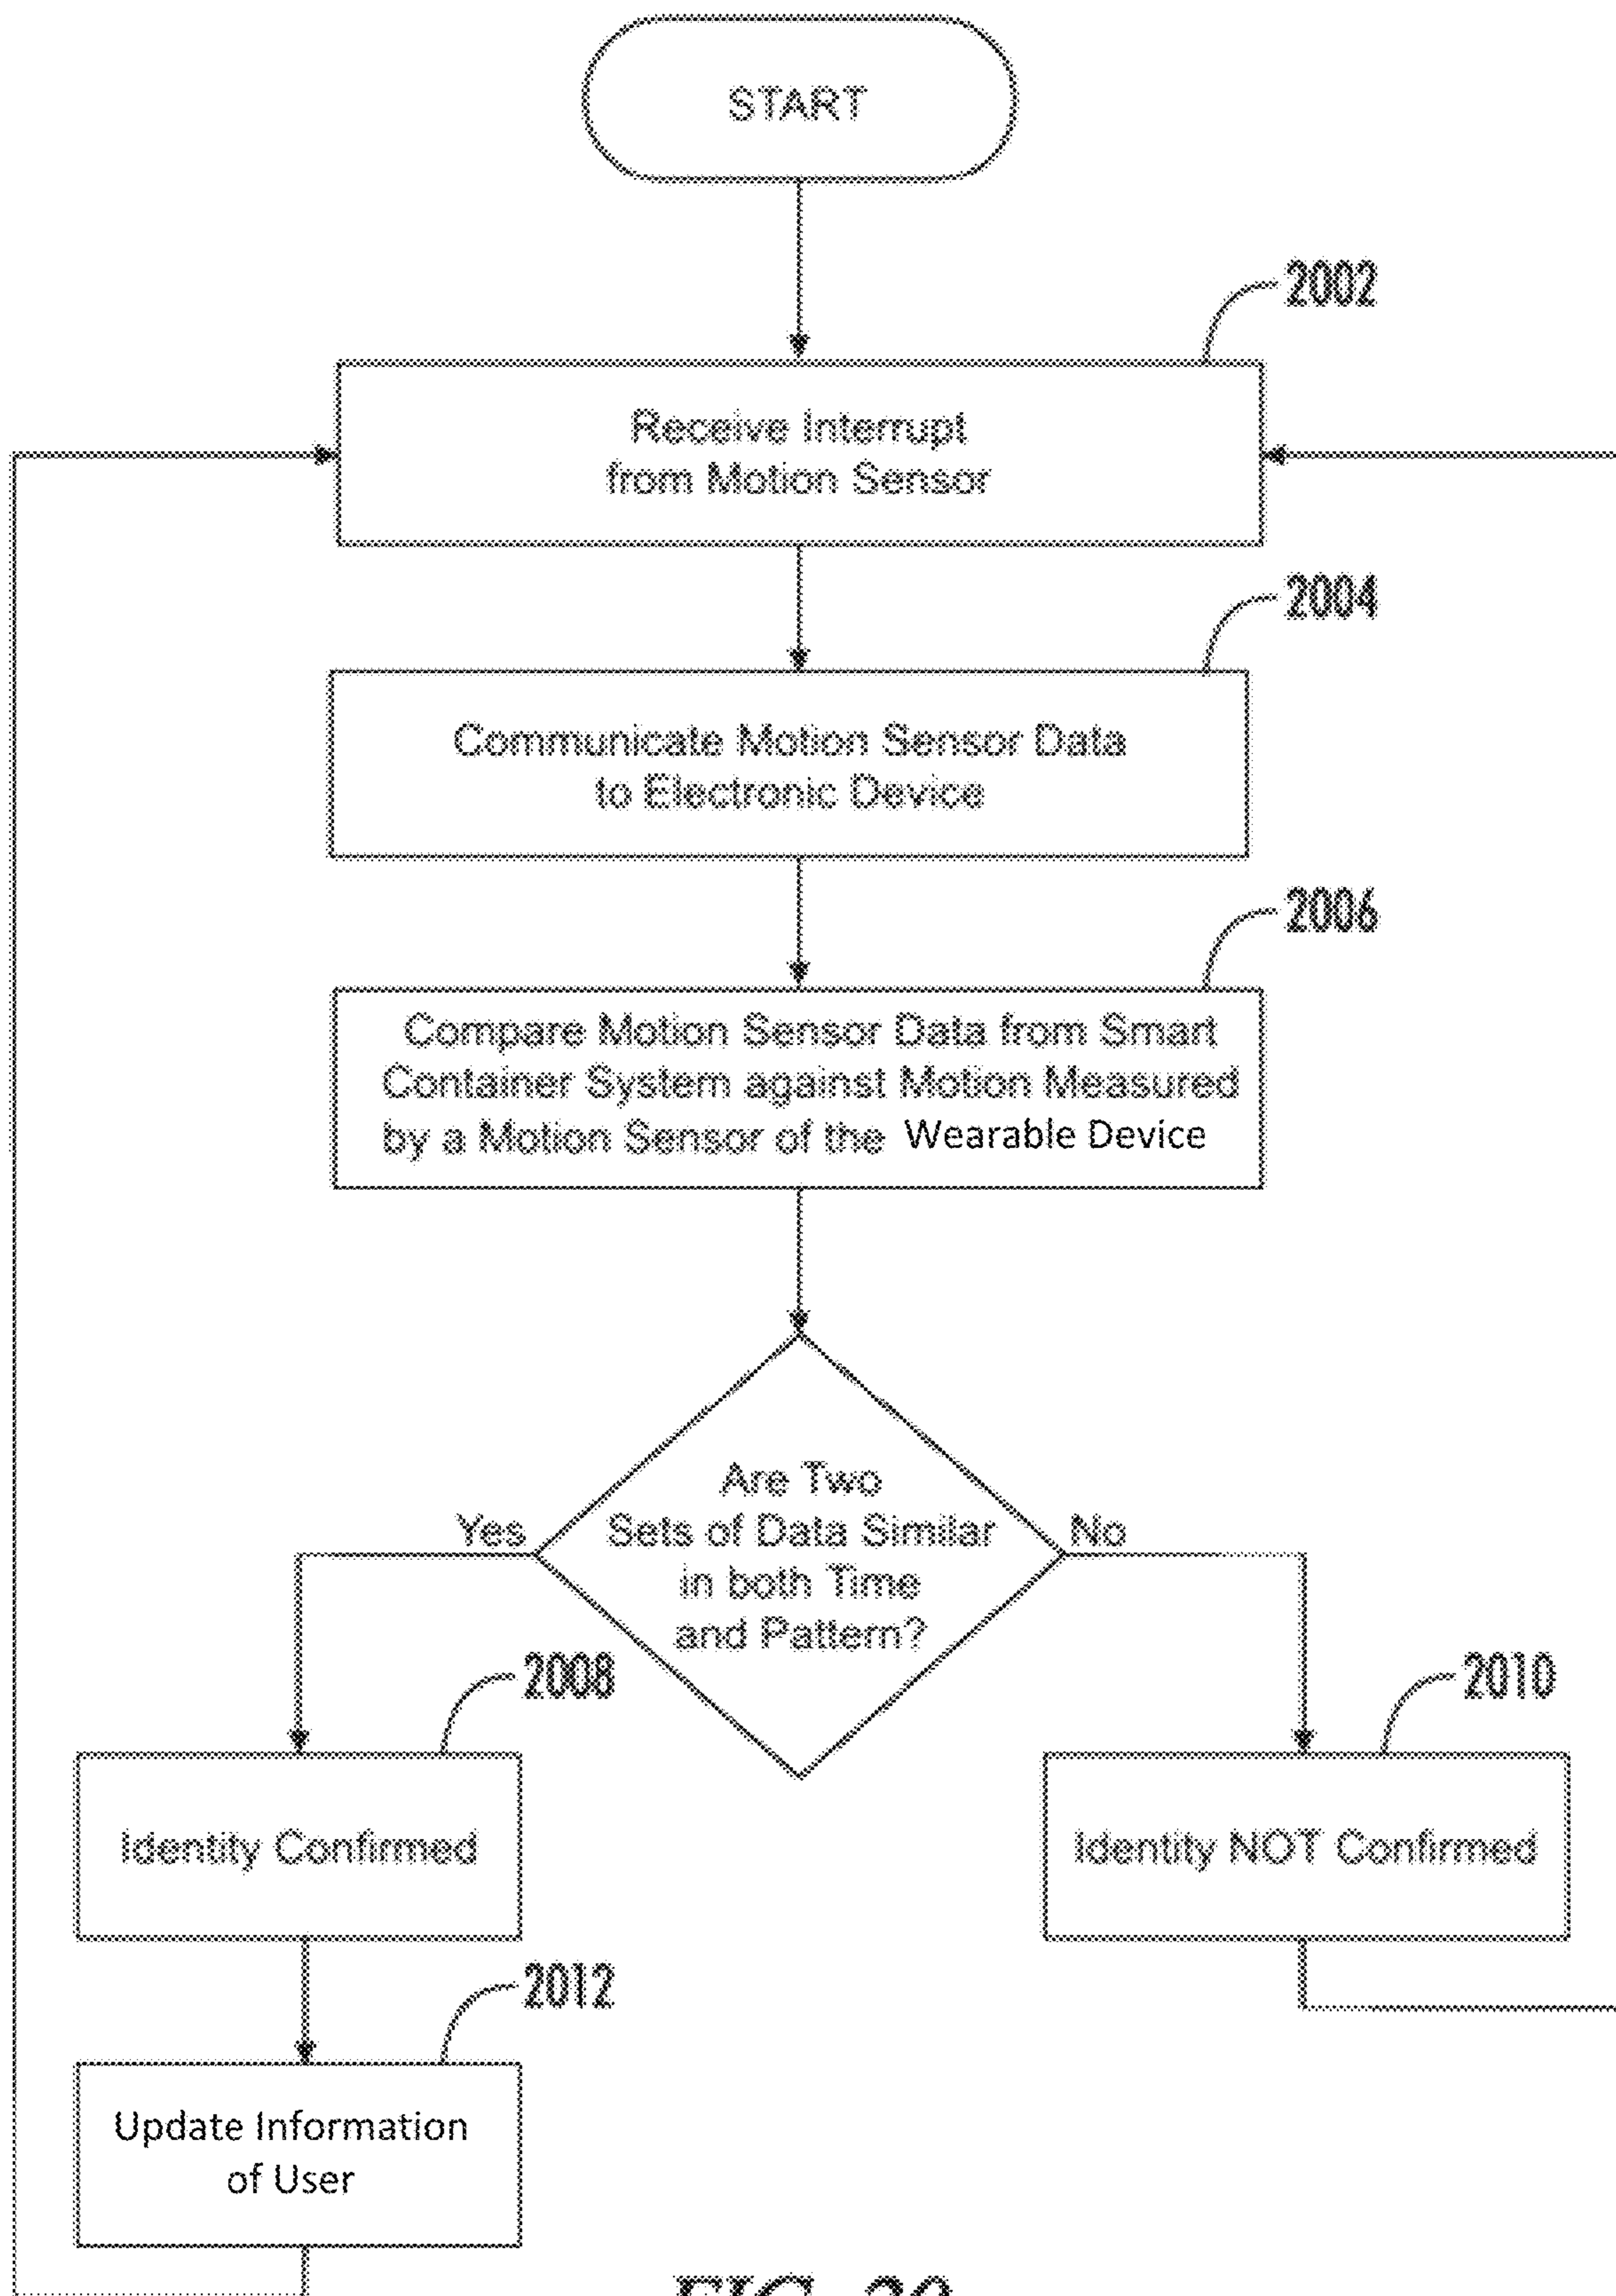 START
2002
Receive Interrupt
from Motion Sensor
2004
Communicate Motion Sensor Data
to Electronic Device
2006
Compare Motion Sensor Data from Smart
Container System against Motion Measured
by a Motion Sensor of the Wearable Device
Are Two
Sets of Data Similar
in both Time
and Pattern?
Yes
No
2008
2010
Identity Confirmed
Identity NOT Confirmed
2012
Update Information
of User
FIG. 20